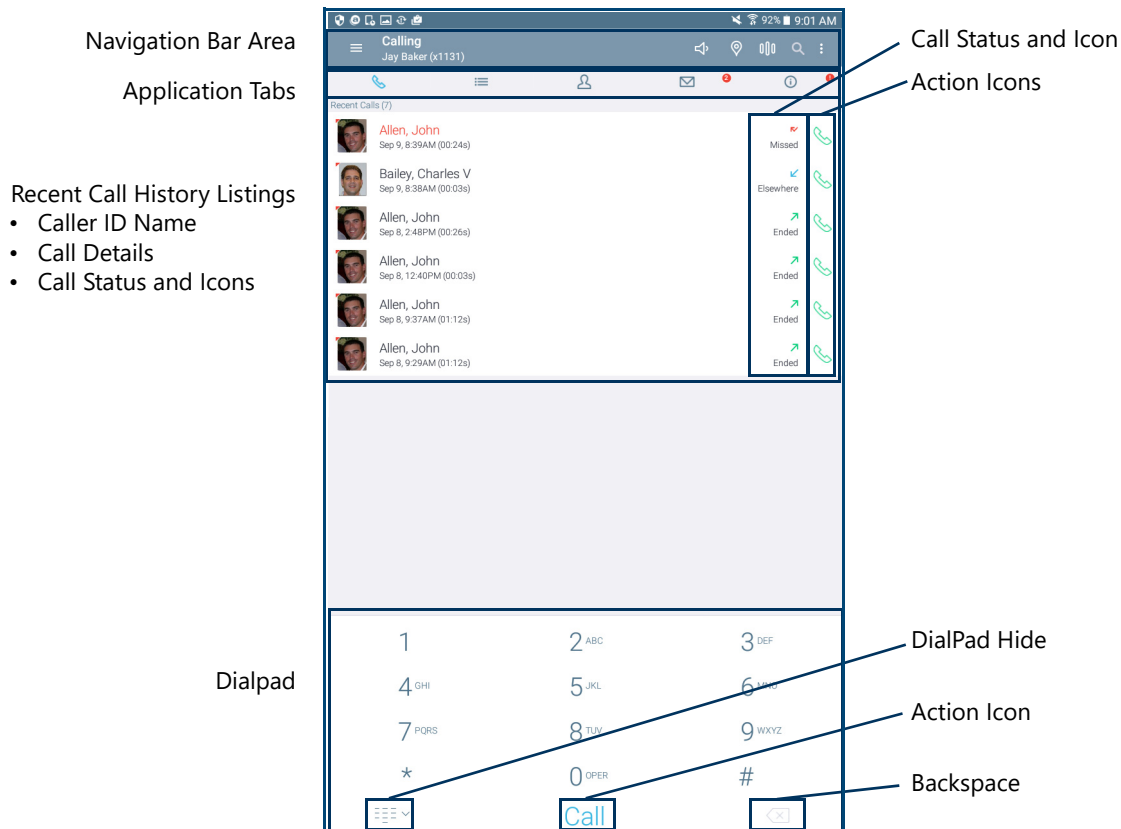 92% 9:01 AM
Navigation Bar Area
Calling
Jay Baker (x1131)
Call Status and Icon
Application Tabs
2
Action Icons
Recent Calls (7)
Allen, John
Sep 9, 8:39AM (00:24s)
Missed
Bailey, Charles V
Sep 9, 8:38AM (00:03s)
Elsewhere
Recent Call History Listings
• Caller ID Name
• Call Details
• Call Status and Icons
Allen, John
Sep 8, 2:48PM (00:26s)
Ended
Allen, John
Sep 8, 12:40PM (00:03s)
Ended
Allen, John
Sep 8, 9:37AM (01:12s)
Ended
Allen, John
Sep 8, 9:29AM (01:12s)
Ended
Dialpad
1 2 ABC 3 DEF
4 GHI 5 JKL 6 MNO
7 PQRS 8 TUV 9 WXYZ
* 0 OPER #
Call
DialPad Hide
Action Icon
Backspace